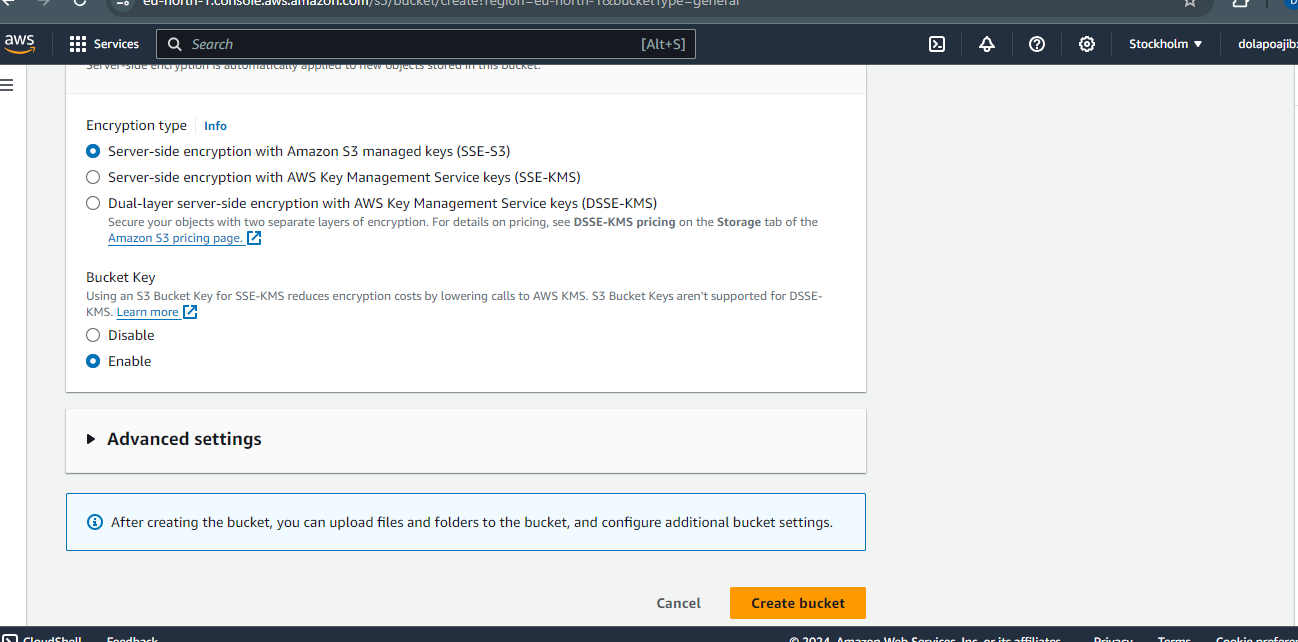 eu-north-1.console.aws.amazon.com/s3/bucket/create?region=eu-north-1&bucketType=general
aws
Services
Search
[Alt+S]
Stockholm
dolapoajib
Server-side encryption is automatically applied to new objects stored in this bucket.
Encryption type
Info
Server-side encryption with Amazon S3 managed keys (SSE-S3)
Server-side encryption with AWS Key Management Service keys (SSE-KMS)
Dual-layer server-side encryption with AWS Key Management Service keys (DSSE-KMS)
Secure your objects with two separate layers of encryption. For details on pricing, see DSSE-KMS pricing on the Storage tab of the
Amazon S3 pricing page.
Bucket Key
Using an S3 Bucket Key for SSE-KMS reduces encryption costs by lowering calls to AWS KMS. S3 Bucket Keys aren't supported for DSSE-
KMS. Learn more
Disable
Enable
Advanced settings
After creating the bucket, you can upload files and folders to the bucket, and configure additional bucket settings.
Cancel
Create bucket
CloudShell
Feedback
© 2024, Amazon Web Services, Inc. or its affiliates.
Privacy
Terms
Cookie prefere